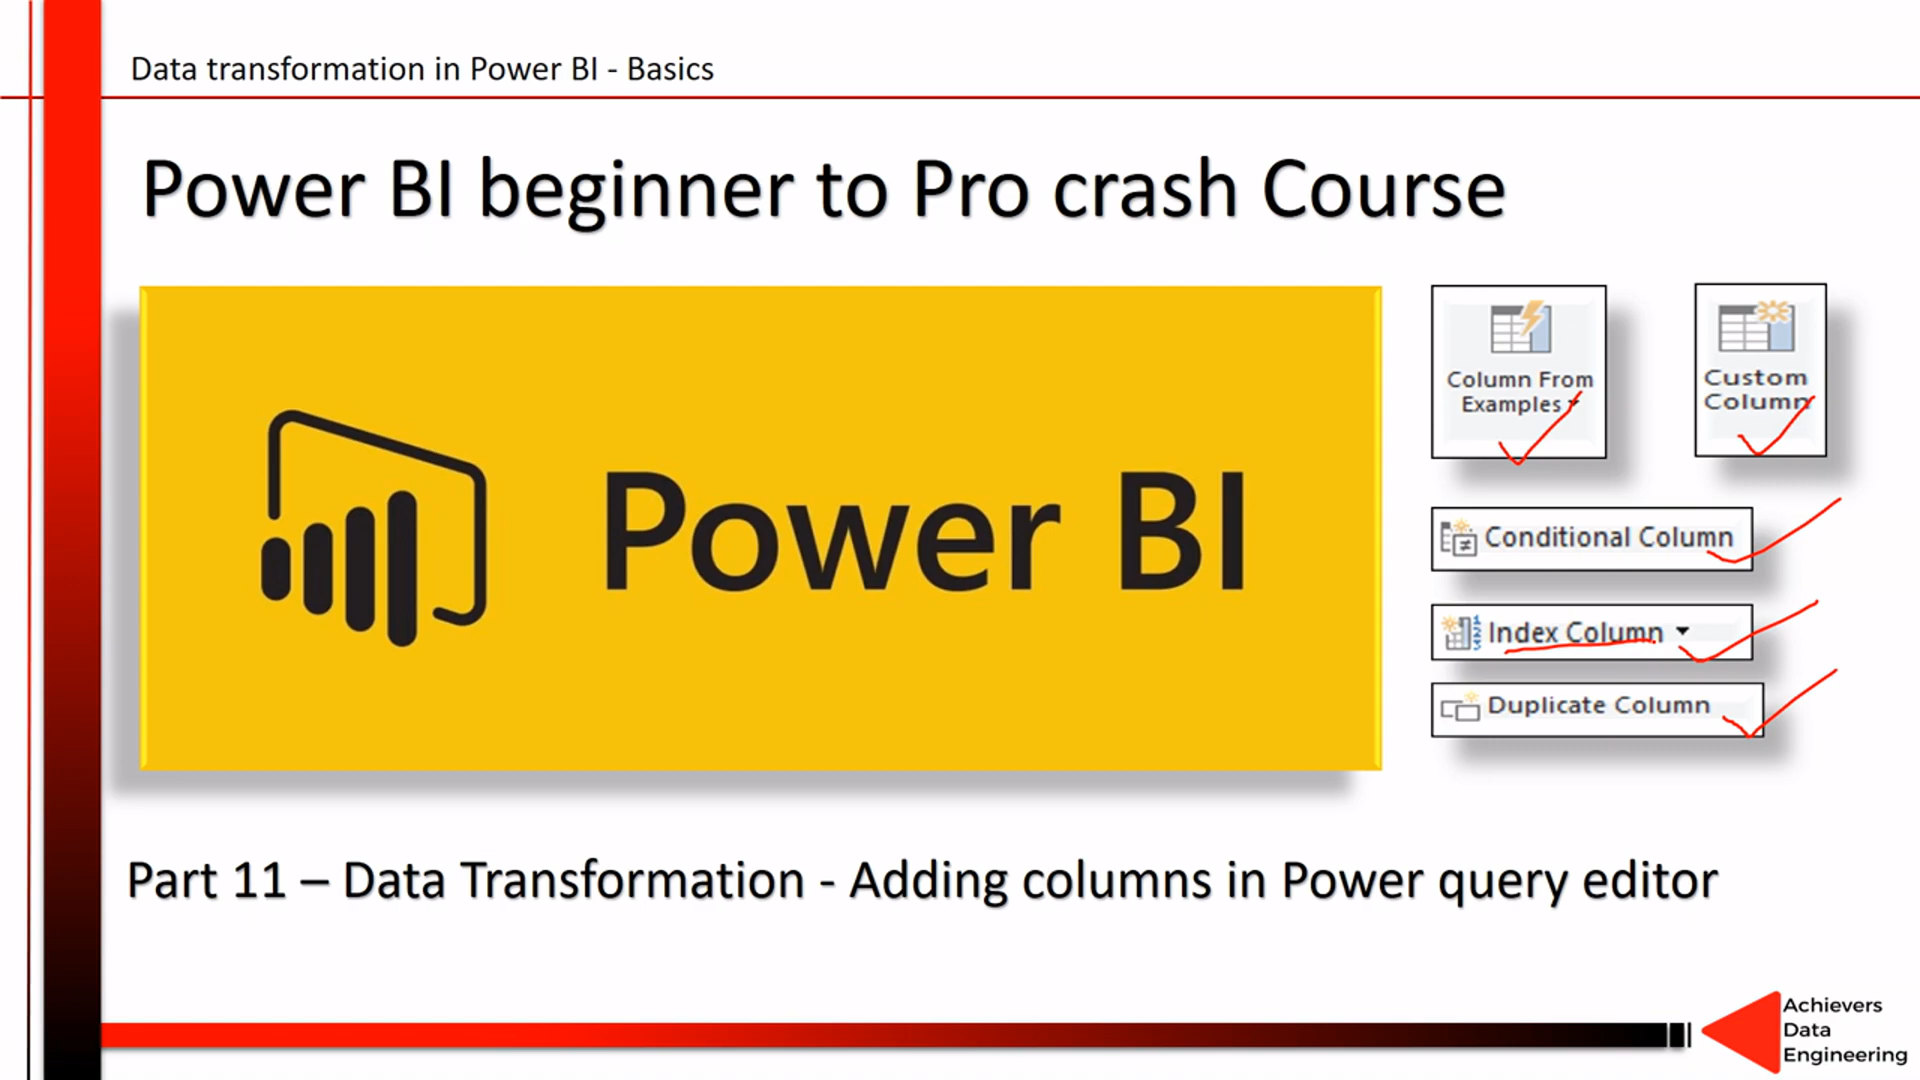 Data transformation in Power BI - Basics
Power BI beginner to Pro crash Course
Power BI
Column From
Examples
Custom
Column
Conditional Column
Index Column
Duplicate Column
Part 11 – Data Transformation - Adding columns in Power query editor
Achievers
Data
Engineering